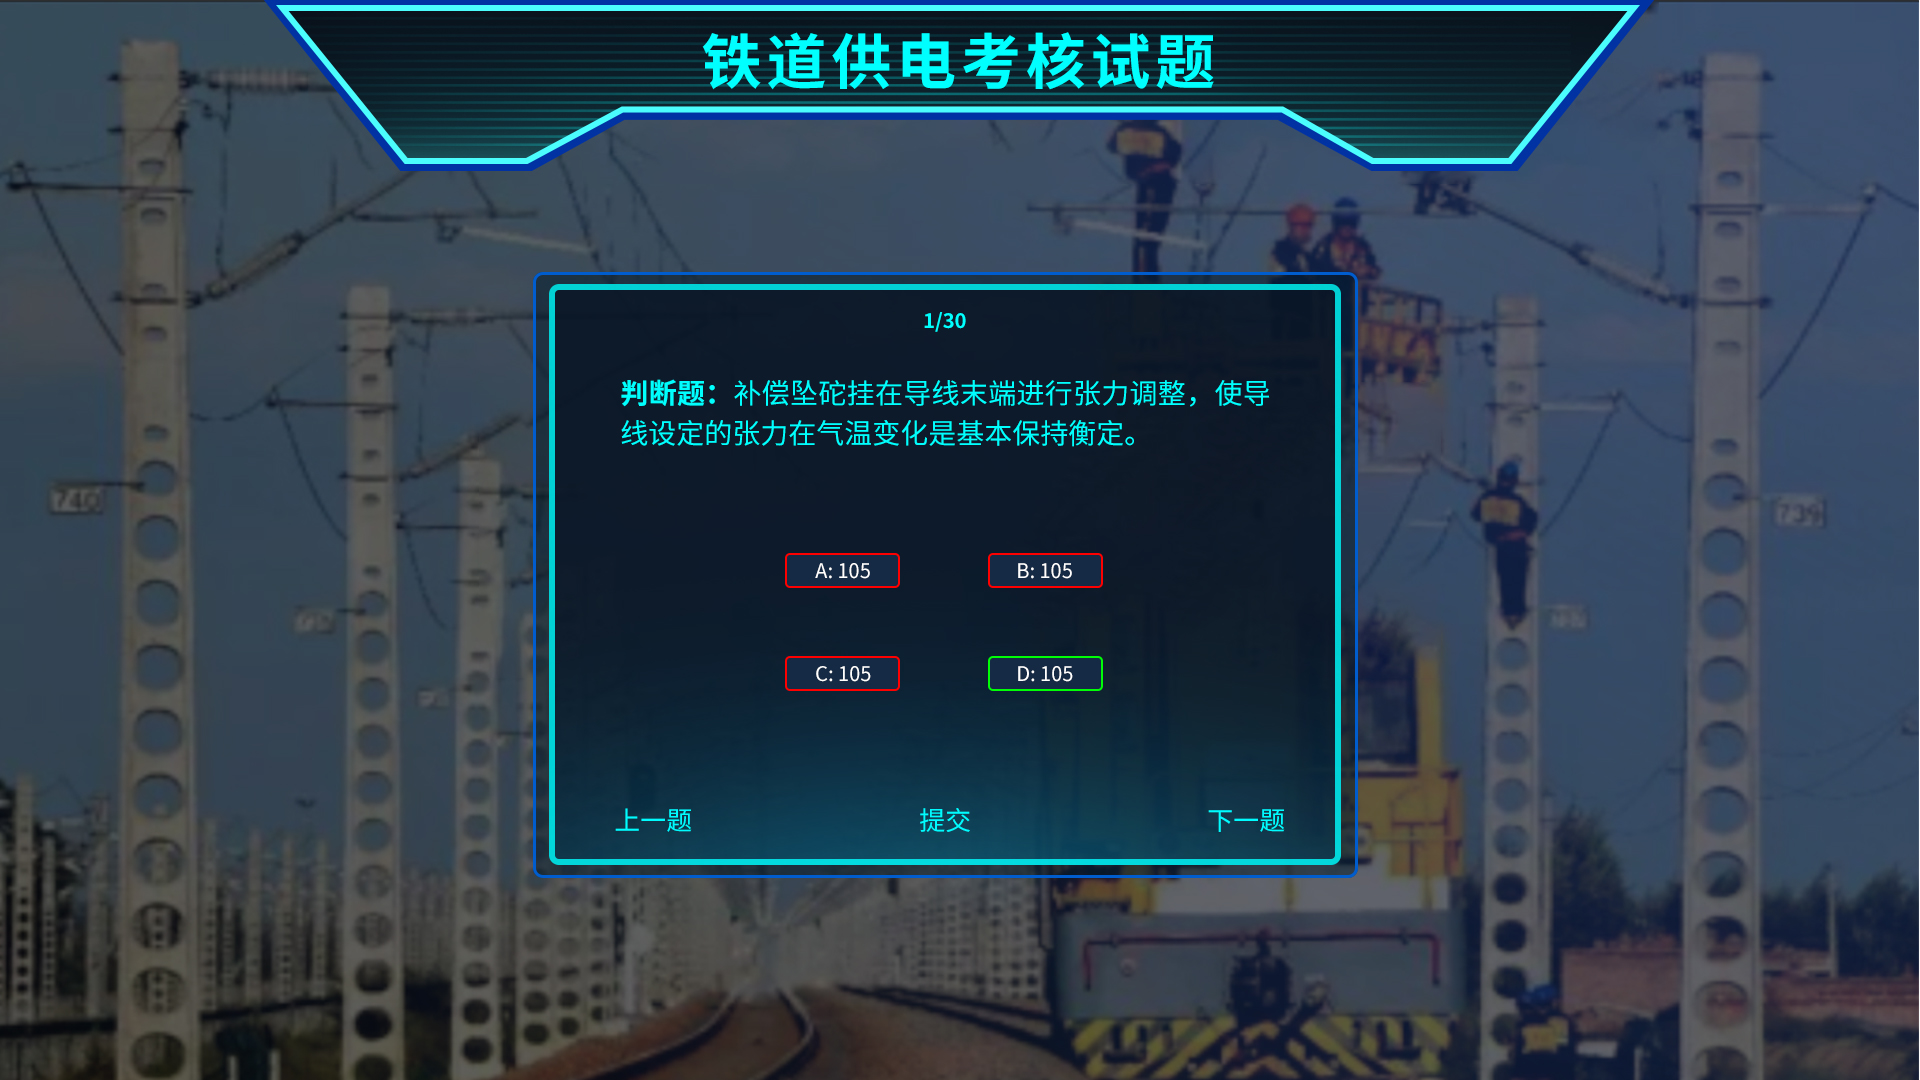 铁道供电考核试题
1/30
判断题：补偿坠砣挂在导线末端进行张力调整，使导
线设定的张力在气温变化是基本保持衡定。
A: 105
B: 105
C: 105
D: 105
上一题
提交
下一题
740
739